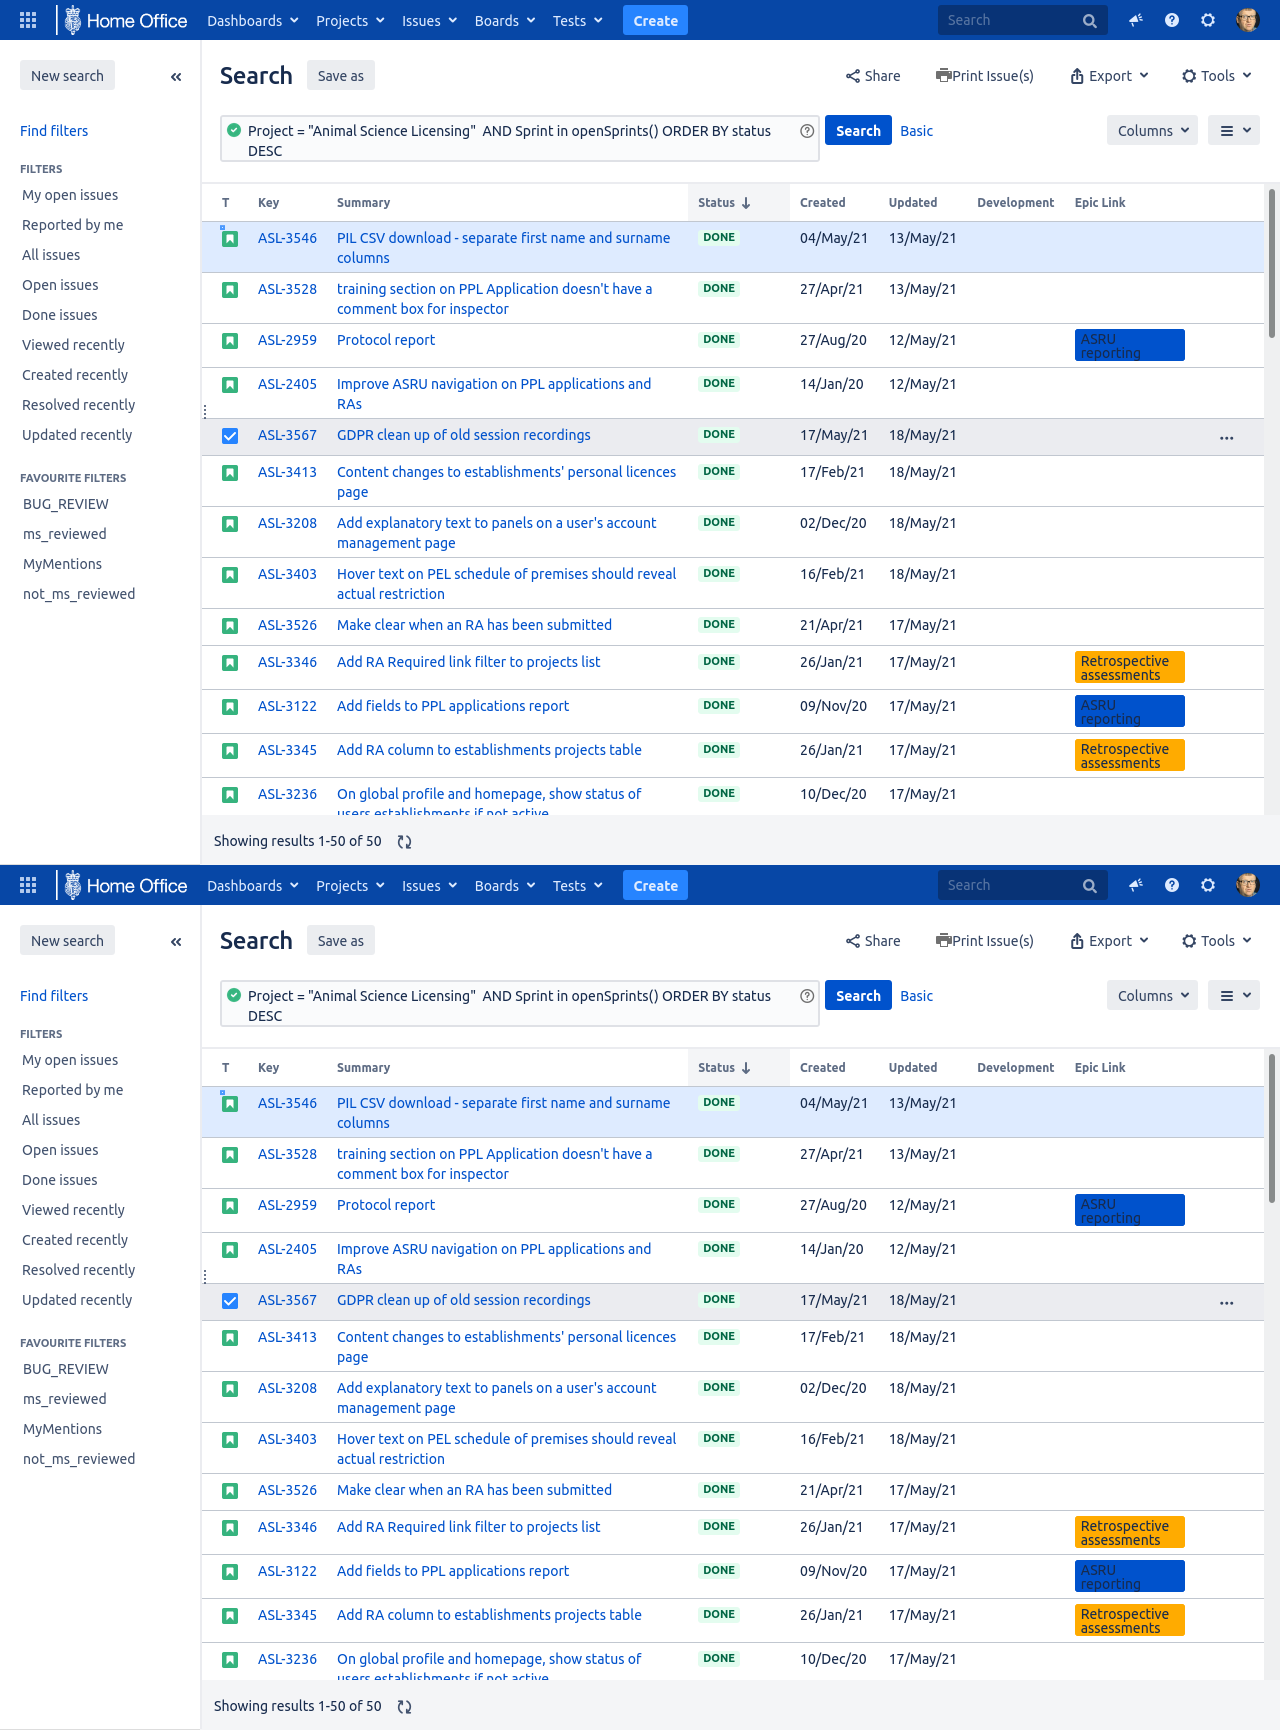 Home Office Dashboards Projects Issues Boards Tests Create Search
New search
Search Save as Share Print Issue(s) Export Tools
Find filters
Project = "Animal Science Licensing" AND Sprint in openSprints() ORDER BY status
DESC
Search Basic Columns
FILTERS
My open issues
Reported by me
All issues
Open issues
Done issues
Viewed recently
Created recently
Resolved recently
Updated recently
FAVOURITE FILTERS
BUG_REVIEW
ms_reviewed
MyMentions
not_ms_reviewed
T Key Summary Status Created Updated Development Epic Link
ASL-3546 PIL CSV download - separate first name and surname DONE 04/May/21 13/May/21
columns
ASL-3528 training section on PPL Application doesn't have a DONE 27/Apr/21 13/May/21
comment box for inspector
ASL-2959 Protocol report DONE 27/Aug/20 12/May/21 ASRU
reporting
ASL-2405 Improve ASRU navigation on PPL applications and DONE 14/Jan/20 12/May/21
RAs
ASL-3567 GDPR clean up of old session recordings DONE 17/May/21 18/May/21
ASL-3413 Content changes to establishments' personal licences DONE 17/Feb/21 18/May/21
page
ASL-3208 Add explanatory text to panels on a user's account DONE 02/Dec/20 18/May/21
management page
ASL-3403 Hover text on PEL schedule of premises should reveal DONE 16/Feb/21 18/May/21
actual restriction
ASL-3526 Make clear when an RA has been submitted DONE 21/Apr/21 17/May/21
ASL-3346 Add RA Required link filter to projects list DONE 26/Jan/21 17/May/21 Retrospective
assessments
ASL-3122 Add fields to PPL applications report DONE 09/Nov/20 17/May/21 ASRU
reporting
ASL-3345 Add RA column to establishments projects table DONE 26/Jan/21 17/May/21 Retrospective
assessments
ASL-3236 On global profile and homepage, show status of DONE 10/Dec/20 17/May/21
users establishments if not active
Showing results 1-50 of 50
Home Office Dashboards Projects Issues Boards Tests Create Search
New search
Search Save as Share Print Issue(s) Export Tools
Find filters
Project = "Animal Science Licensing" AND Sprint in openSprints() ORDER BY status
DESC
Search Basic Columns
FILTERS
My open issues
Reported by me
All issues
Open issues
Done issues
Viewed recently
Created recently
Resolved recently
Updated recently
FAVOURITE FILTERS
BUG_REVIEW
ms_reviewed
MyMentions
not_ms_reviewed
T Key Summary Status Created Updated Development Epic Link
ASL-3546 PIL CSV download - separate first name and surname DONE 04/May/21 13/May/21
columns
ASL-3528 training section on PPL Application doesn't have a DONE 27/Apr/21 13/May/21
comment box for inspector
ASL-2959 Protocol report DONE 27/Aug/20 12/May/21 ASRU
reporting
ASL-2405 Improve ASRU navigation on PPL applications and DONE 14/Jan/20 12/May/21
RAs
ASL-3567 GDPR clean up of old session recordings DONE 17/May/21 18/May/21
ASL-3413 Content changes to establishments' personal licences DONE 17/Feb/21 18/May/21
page
ASL-3208 Add explanatory text to panels on a user's account DONE 02/Dec/20 18/May/21
management page
ASL-3403 Hover text on PEL schedule of premises should reveal DONE 16/Feb/21 18/May/21
actual restriction
ASL-3526 Make clear when an RA has been submitted DONE 21/Apr/21 17/May/21
ASL-3346 Add RA Required link filter to projects list DONE 26/Jan/21 17/May/21 Retrospective
assessments
ASL-3122 Add fields to PPL applications report DONE 09/Nov/20 17/May/21 ASRU
reporting
ASL-3345 Add RA column to establishments projects table DONE 26/Jan/21 17/May/21 Retrospective
assessments
ASL-3236 On global profile and homepage, show status of DONE 10/Dec/20 17/May/21
users establishments if not active
Showing results 1-50 of 50